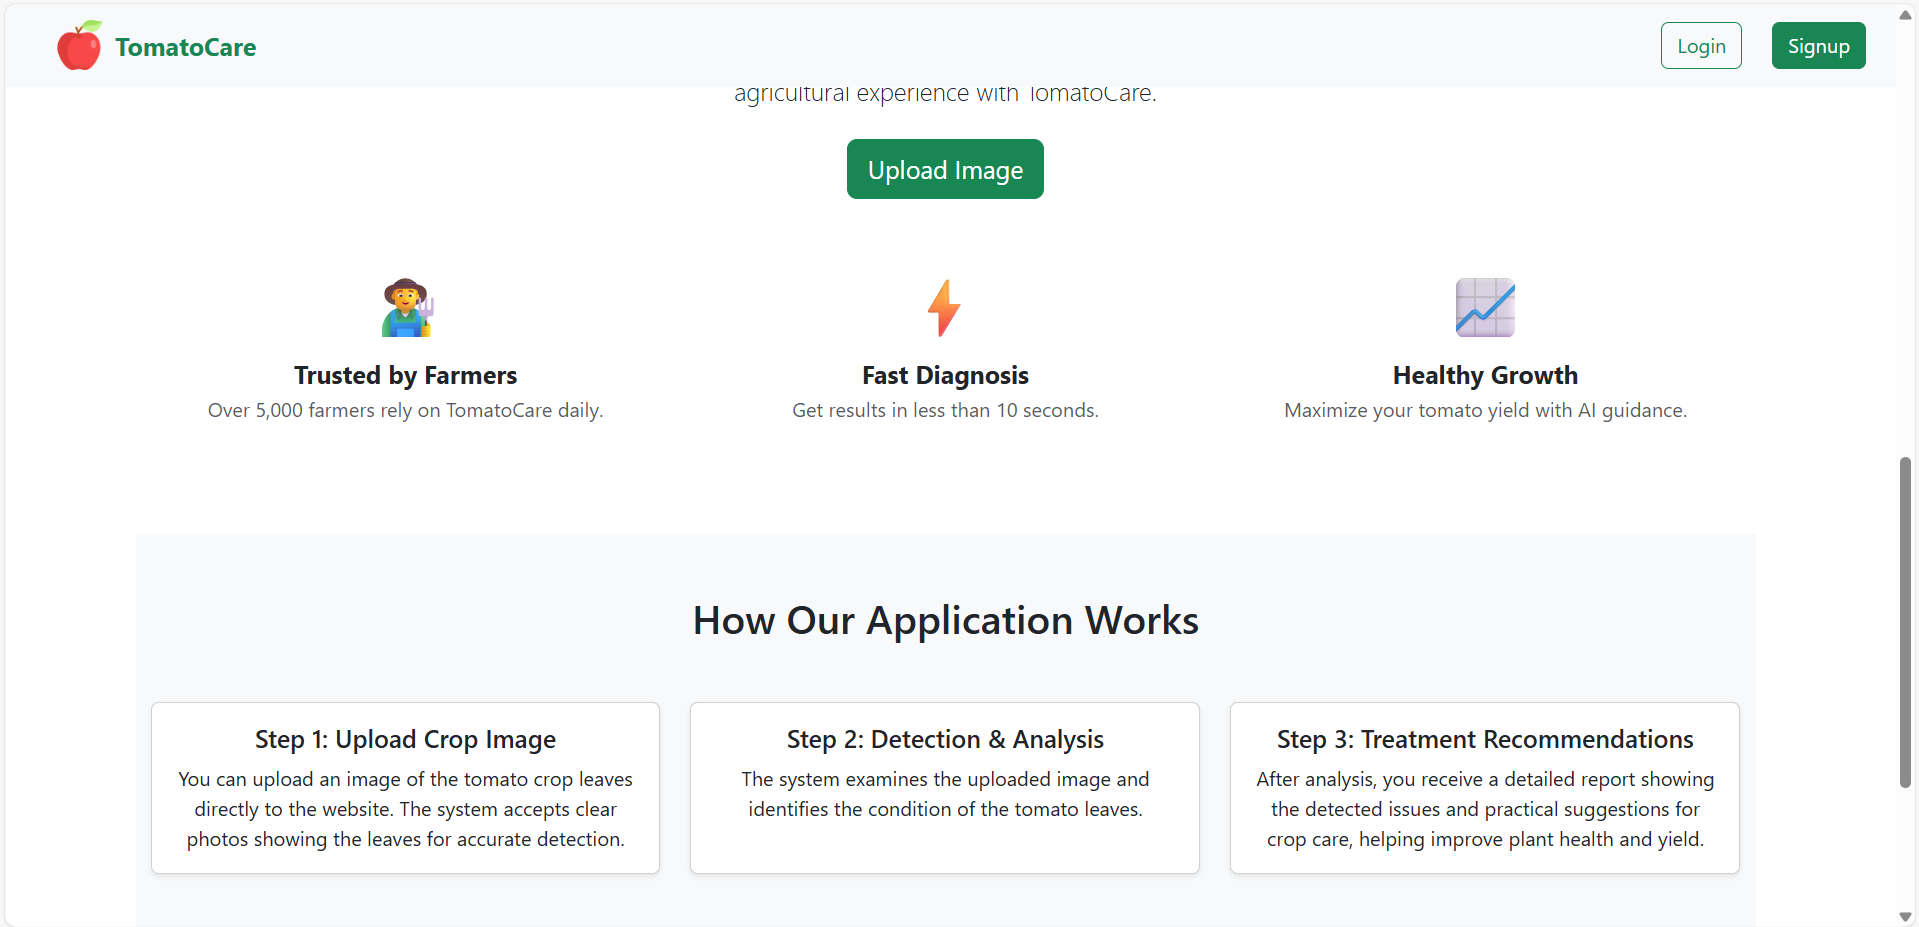 TomatoCare
Login
Signup
agricultural experience with TomatoCare.
Upload Image
Trusted by Farmers
Over 5,000 farmers rely on TomatoCare daily.
Fast Diagnosis
Get results in less than 10 seconds.
Healthy Growth
Maximize your tomato yield with AI guidance.
How Our Application Works
Step 1: Upload Crop Image
You can upload an image of the tomato crop leaves
directly to the website. The system accepts clear
photos showing the leaves for accurate detection.
Step 2: Detection & Analysis
The system examines the uploaded image and
identifies the condition of the tomato leaves.
Step 3: Treatment Recommendations
After analysis, you receive a detailed report showing
the detected issues and practical suggestions for
crop care, helping improve plant health and yield.